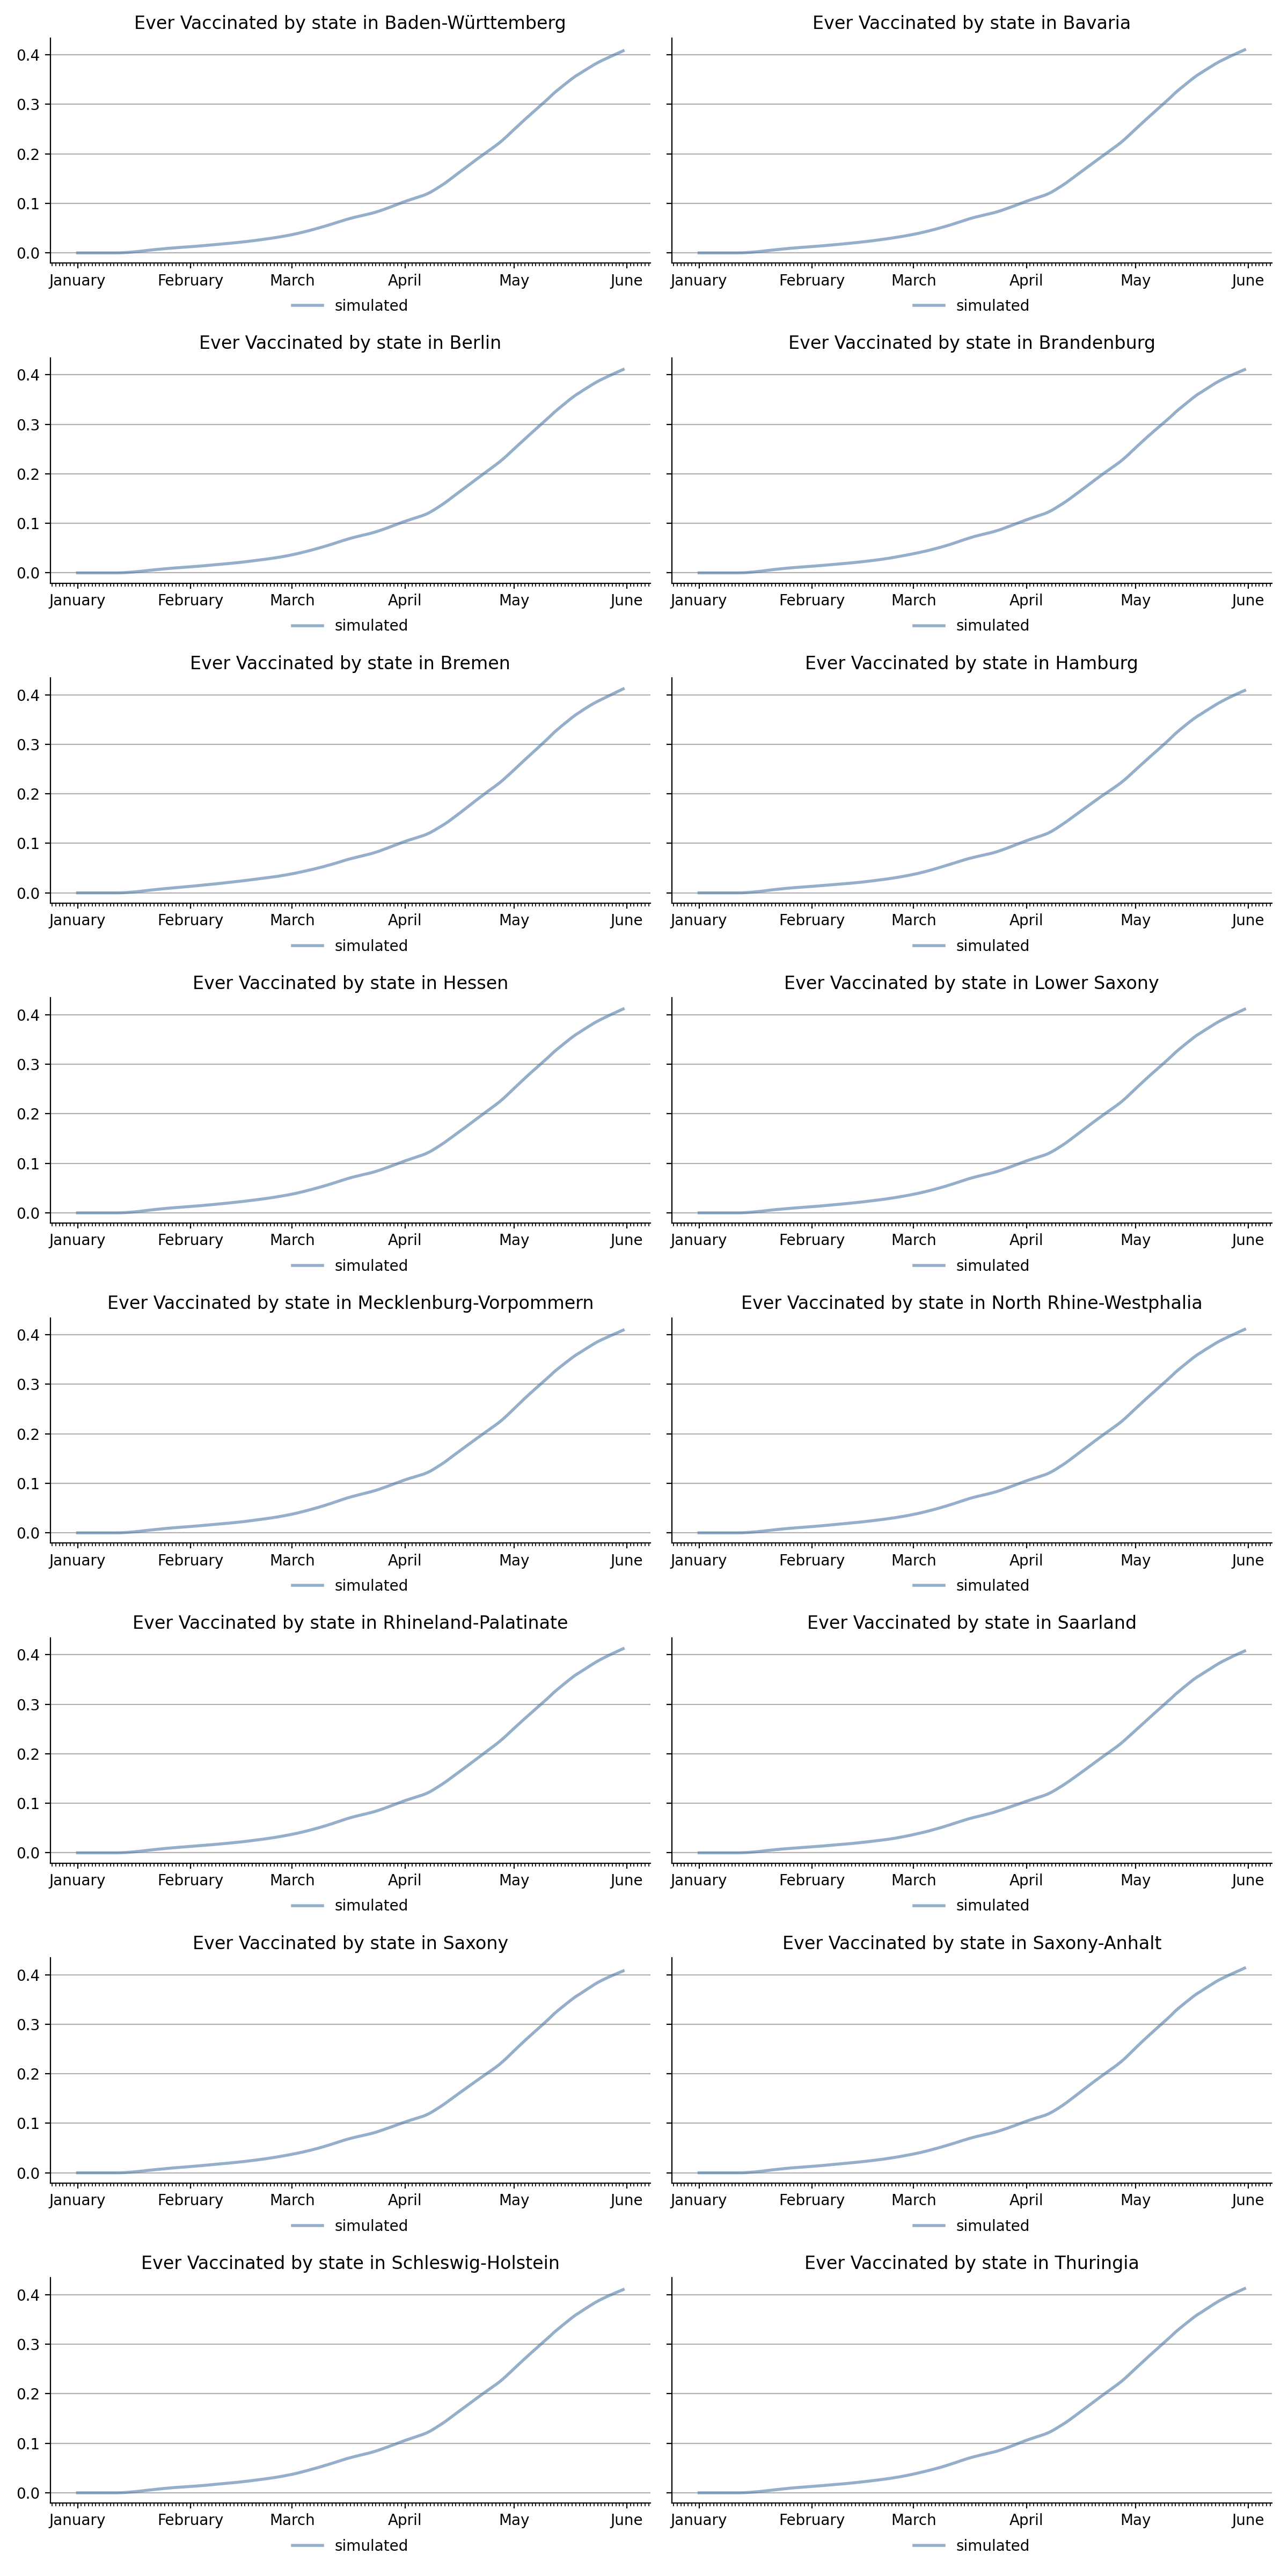 Ever Vaccinated by state in Baden-Württemberg
0.4
0.3
0.2
0.1
0.0
January February March April May June
simulated
Ever Vaccinated by state in Bavaria
January February March April May June
simulated
Ever Vaccinated by state in Berlin
0.4
0.3
0.2
0.1
0.0
January February March April May June
simulated
Ever Vaccinated by state in Brandenburg
January February March April May June
simulated
Ever Vaccinated by state in Bremen
0.4
0.3
0.2
0.1
0.0
January February March April May June
simulated
Ever Vaccinated by state in Hamburg
January February March April May June
simulated
Ever Vaccinated by state in Hessen
0.4
0.3
0.2
0.1
0.0
January February March April May June
simulated
Ever Vaccinated by state in Lower Saxony
January February March April May June
simulated
Ever Vaccinated by state in Mecklenburg-Vorpommern
0.4
0.3
0.2
0.1
0.0
January February March April May June
simulated
Ever Vaccinated by state in North Rhine-Westphalia
January February March April May June
simulated
Ever Vaccinated by state in Rhineland-Palatinate
0.4
0.3
0.2
0.1
0.0
January February March April May June
simulated
Ever Vaccinated by state in Saarland
January February March April May June
simulated
Ever Vaccinated by state in Saxony
0.4
0.3
0.2
0.1
0.0
January February March April May June
simulated
Ever Vaccinated by state in Saxony-Anhalt
January February March April May June
simulated
Ever Vaccinated by state in Schleswig-Holstein
0.4
0.3
0.2
0.1
0.0
January February March April May June
simulated
Ever Vaccinated by state in Thuringia
January February March April May June
simulated